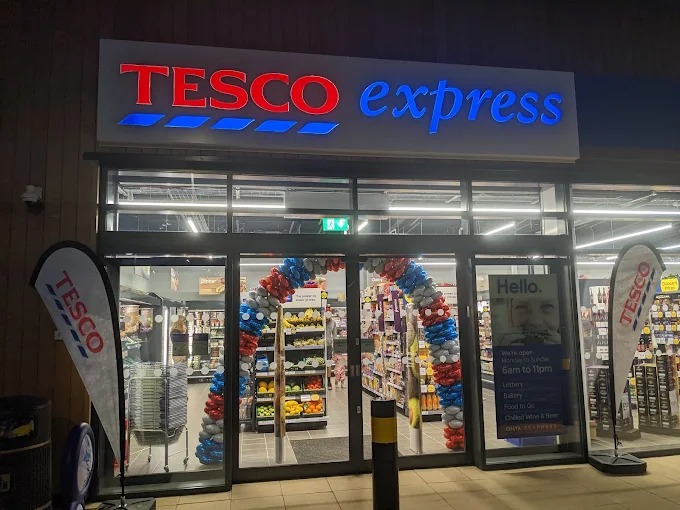 TESCO express
TESCO
TESCO
Hello.
We're open
Monday to Sunday
6am to 11pm
Lottery
Bakery
Food to Go
Chilled Wine & Beer